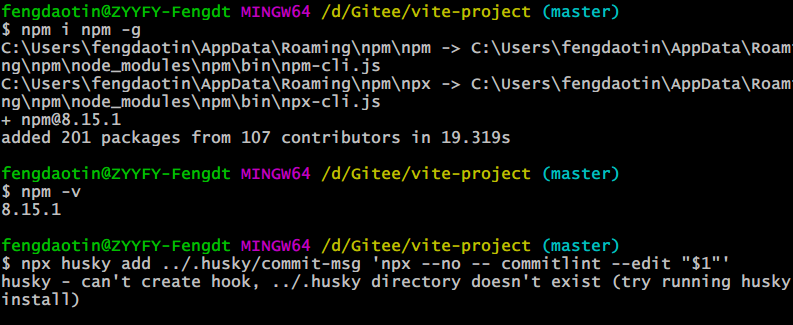 fengdaotin@ZYYFY-Fengdt MINGW64 /d/Gitee/vite-project (master)
$ npm i npm -g
C:\Users\fengdaotin\AppData\Roaming\npm\npm -> C:\Users\fengdaotin\AppData\Roami
ng\npm\node_modules\npm\bin\npm-cli.js
C:\Users\fengdaotin\AppData\Roaming\npm\npx -> C:\Users\fengdaotin\AppData\Roami
ng\npm\node_modules\npm\bin\npx-cli.js
+ npm@8.15.1
added 201 packages from 107 contributors in 19.319s
fengdaotin@ZYYFY-Fengdt MINGW64 /d/Gitee/vite-project (master)
$ npm -v
8.15.1
fengdaotin@ZYYFY-Fengdt MINGW64 /d/Gitee/vite-project (master)
$ npx husky add ../.husky/commit-msg 'npx --no -- commitlint --edit "$1"'
husky - can't create hook, ../.husky directory doesn't exist (try running husky
install)